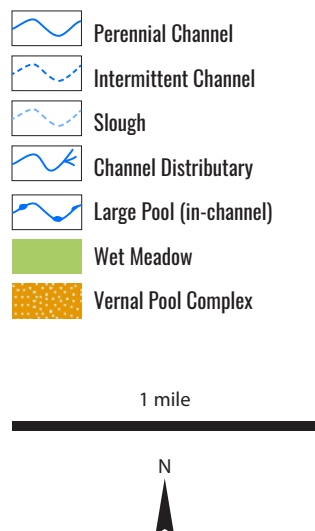 Perennial Channel
Intermittent Channel
Slough
Channel Distributary
Large Pool (in-channel)
Wet Meadow
Vernal Pool Complex
1 mile
N